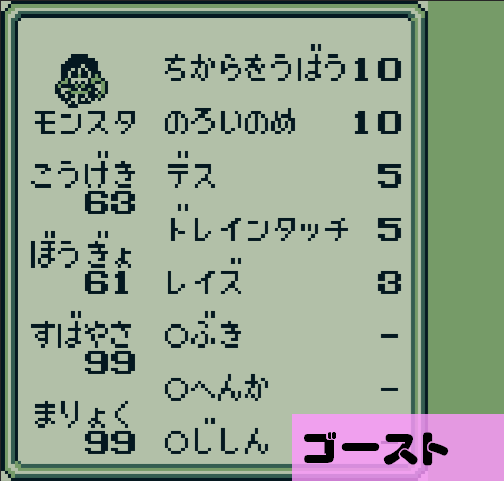 ちからをうばう10
モンスタ のろいのめ 10
こうげき デス 5
63
ドレインタッチ 5
ぼうぎょ
61 レイズ 3
すばやさ ○ぶき -
99
○へんか -
まりょく
99 ○じしん
ゴースト